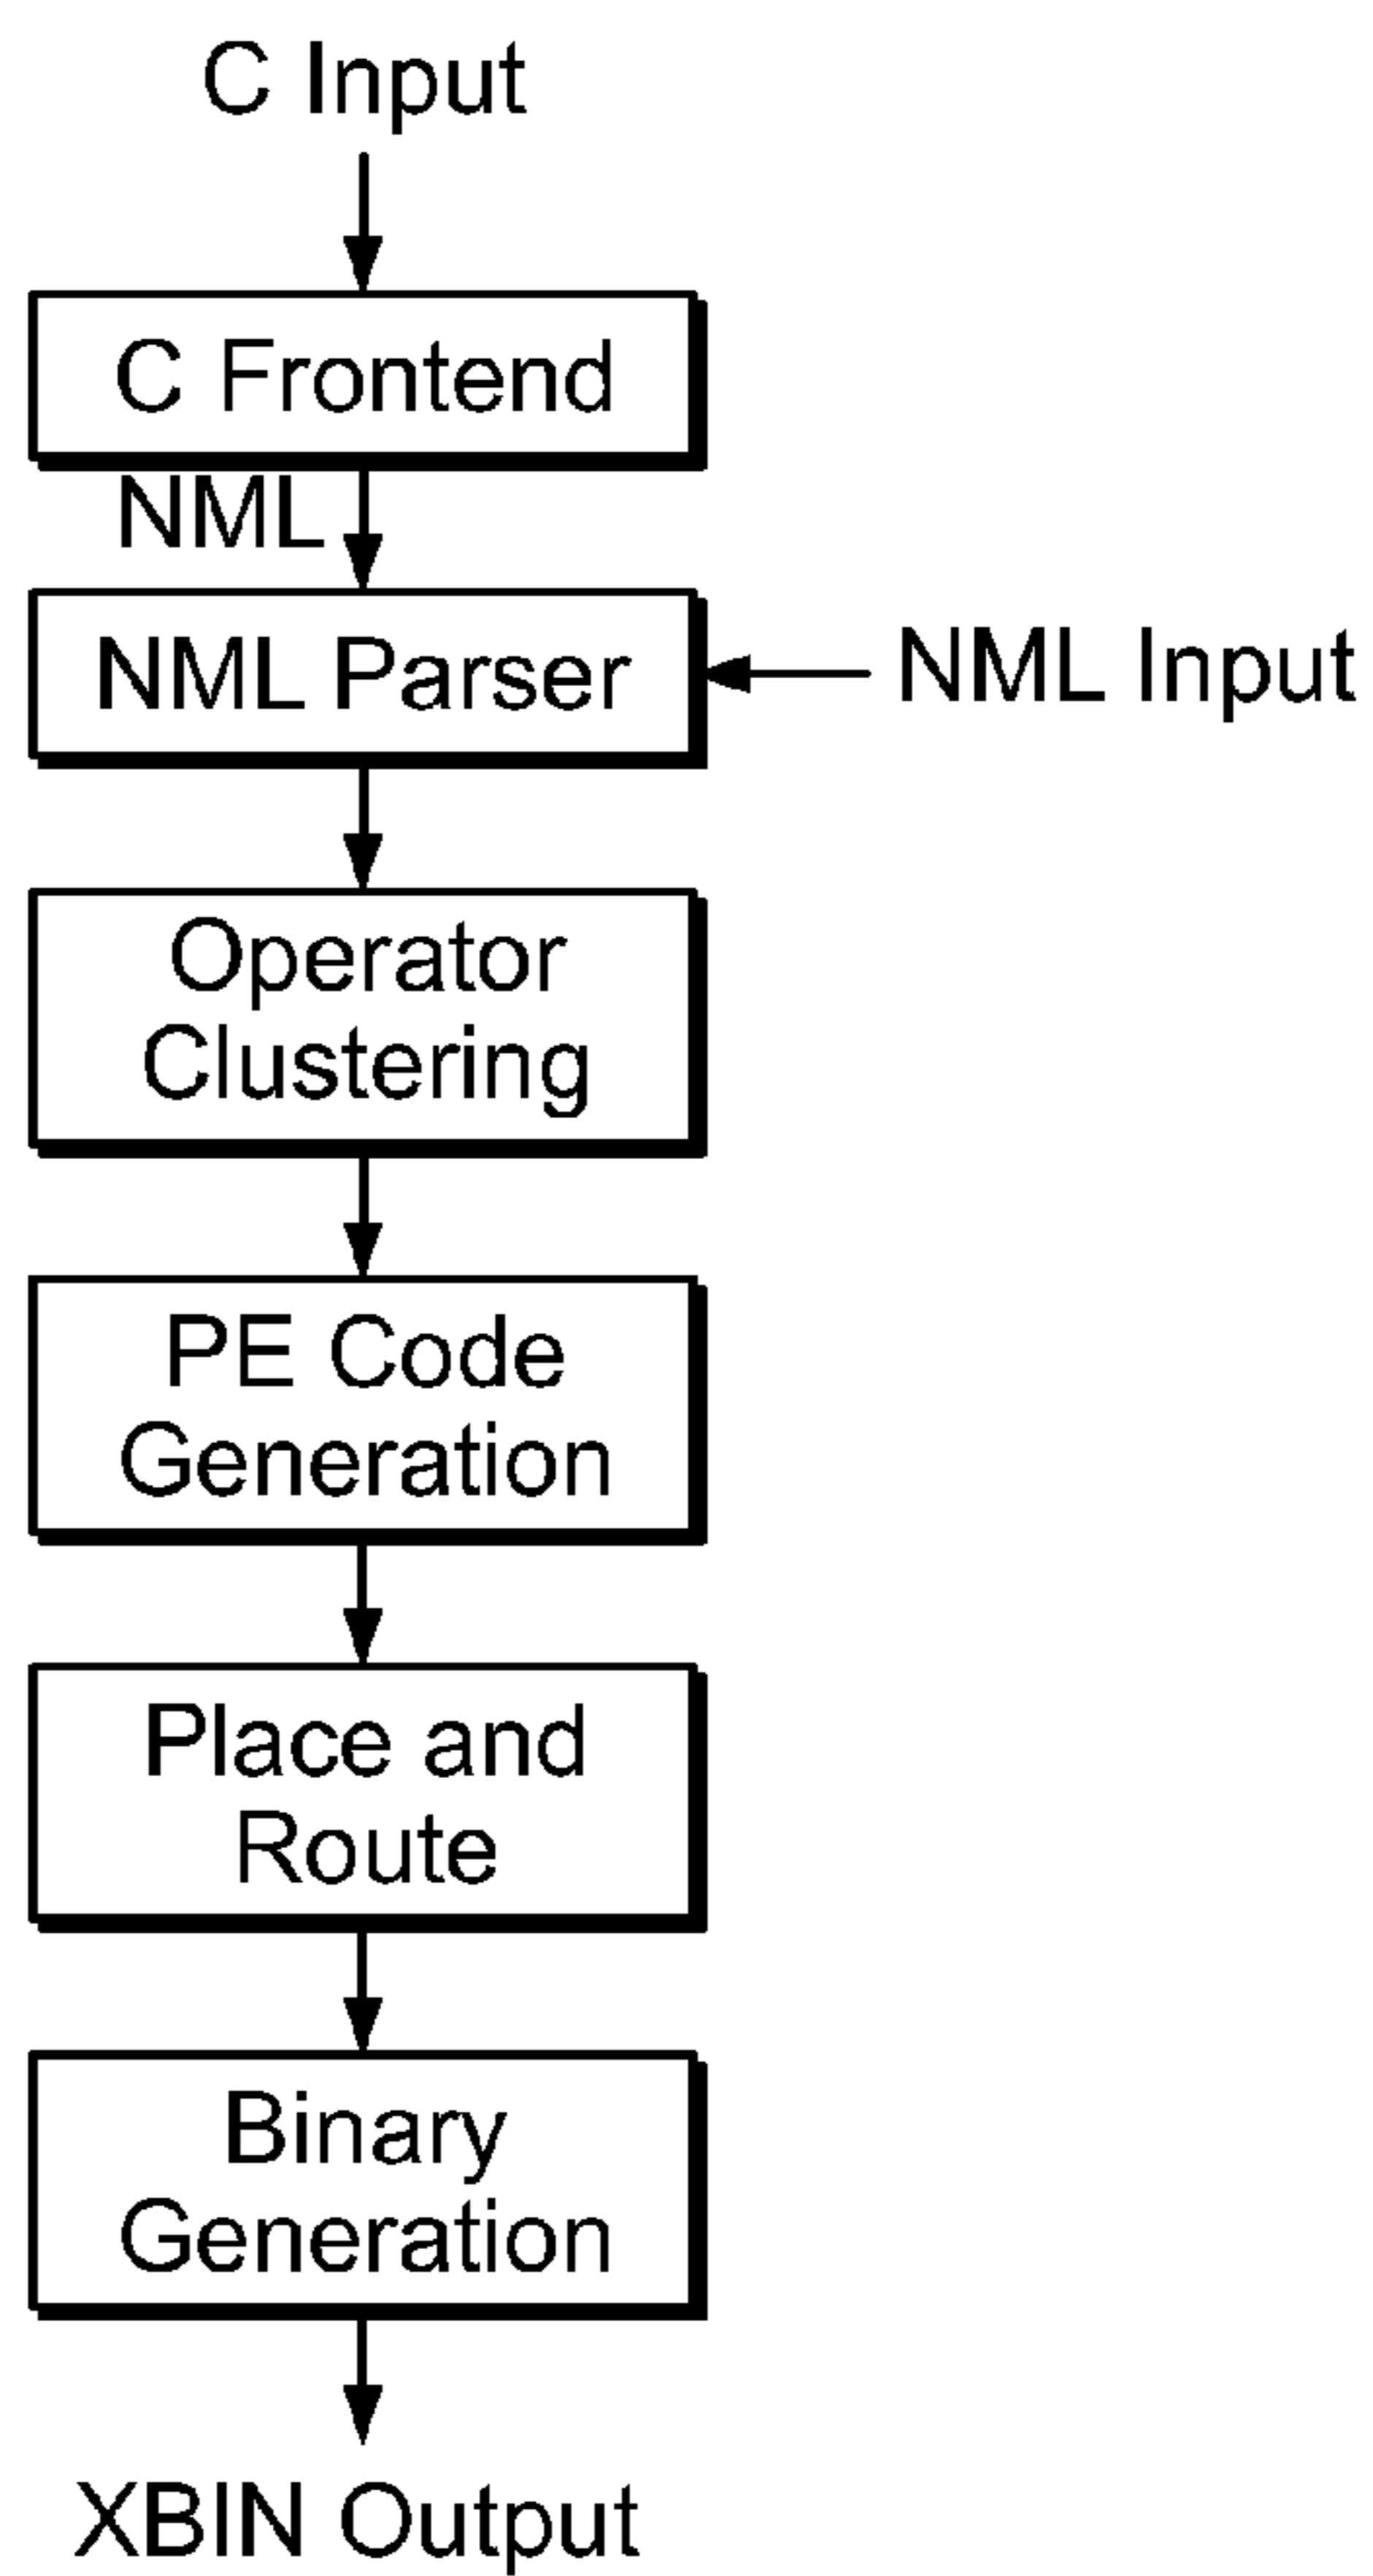 C Input
C Frontend
NML
NML Parser
NML Input
Operator
Clustering
PE Code
Generation
Place and
Route
Binary
Generation
XBIN Output